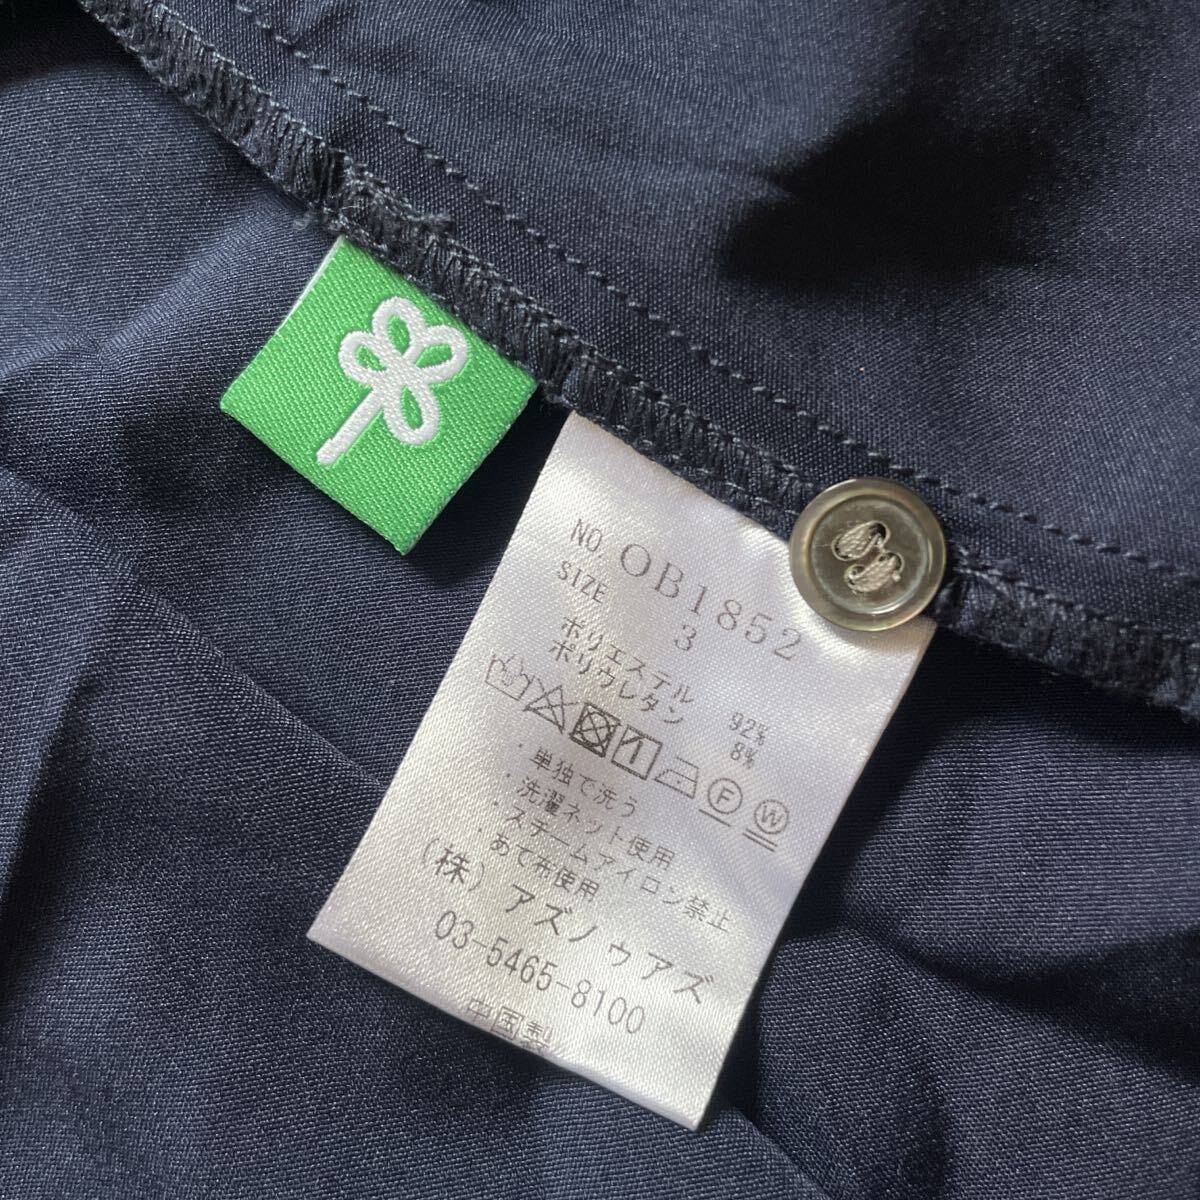 NO. OB1852
SIZE 3
ポリエステル 92%
ポリウレタン 8%
F W
・単独で洗う
・洗濯ネット使用
・スチームアイロン禁止
・あて布使用
(株)アズノゥアズ
03-5465-8100
中国製